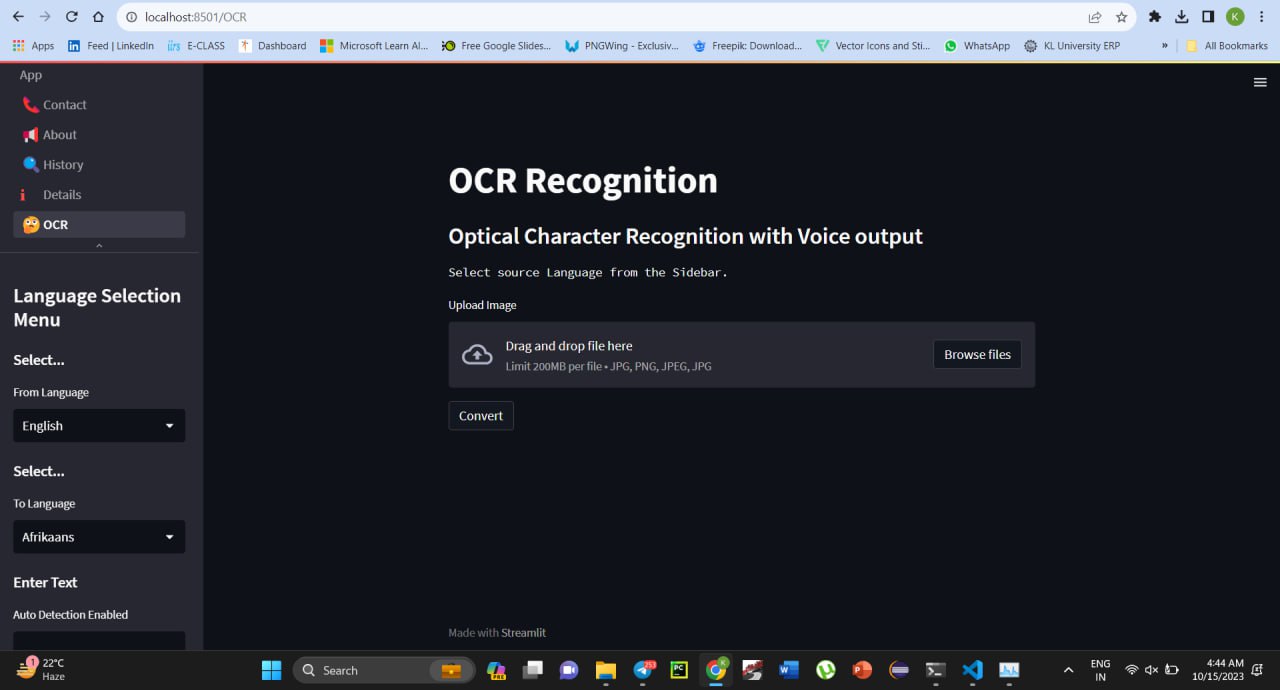 localhost:8501/OCR
K
Apps
Feed | LinkedIn
iirs E-CLASS
Dashboard
Microsoft Learn Al...
Free Google Slides...
PNGWing - Exclusiv...
Freepik: Download...
Vector Icons and Sti...
WhatsApp
KL University ERP
»
All Bookmarks
App
Contact
About
History
Details
OCR
Language Selection
Menu
Select...
From Language
English
Select...
To Language
Afrikaans
Enter Text
Auto Detection Enabled
OCR Recognition
Optical Character Recognition with Voice output
Select source Language from the Sidebar.
Upload Image
Drag and drop file here
Limit 200MB per file • JPG, PNG, JPEG, JPG
Browse files
Convert
Made with Streamlit
1
22°C
Haze
Search
PRE
253
PC
K
ENG
IN
4:44 AM
10/15/2023